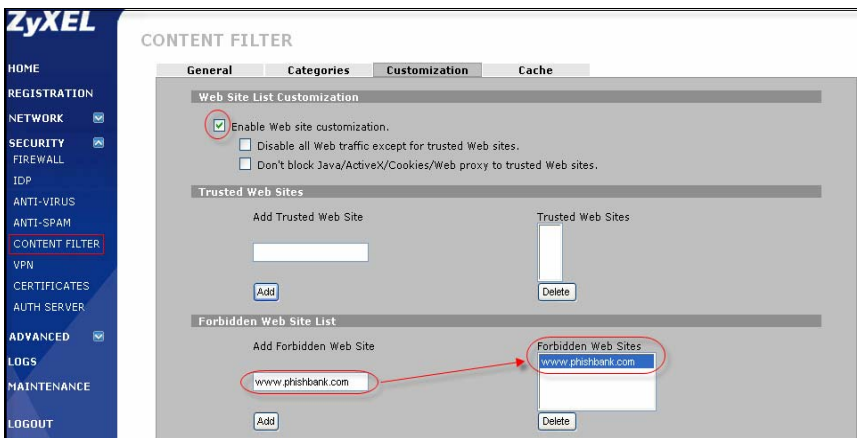 ZyXEL
CONTENT FILTER
HOME
REGISTRATION
NETWORK
SECURITY
FIREWALL
IDP
ANTI-VIRUS
ANTI-SPAM
CONTENT FILTER
VPN
CERTIFICATES
AUTH SERVER
ADVANCED
LOGS
MAINTENANCE
LOGOUT
General Categories Customization Cache
Web Site List Customization
Enable Web site customization.
Disable all Web traffic except for trusted Web sites.
Don't block Java/ActiveX/Cookies/Web proxy to trusted Web sites.
Trusted Web Sites
Add Trusted Web Site
Trusted Web Sites
Add
Delete
Forbidden Web Site List
Add Forbidden Web Site
Forbidden Web Sites
www.phishbank.com
www.phishbank.com
Add
Delete